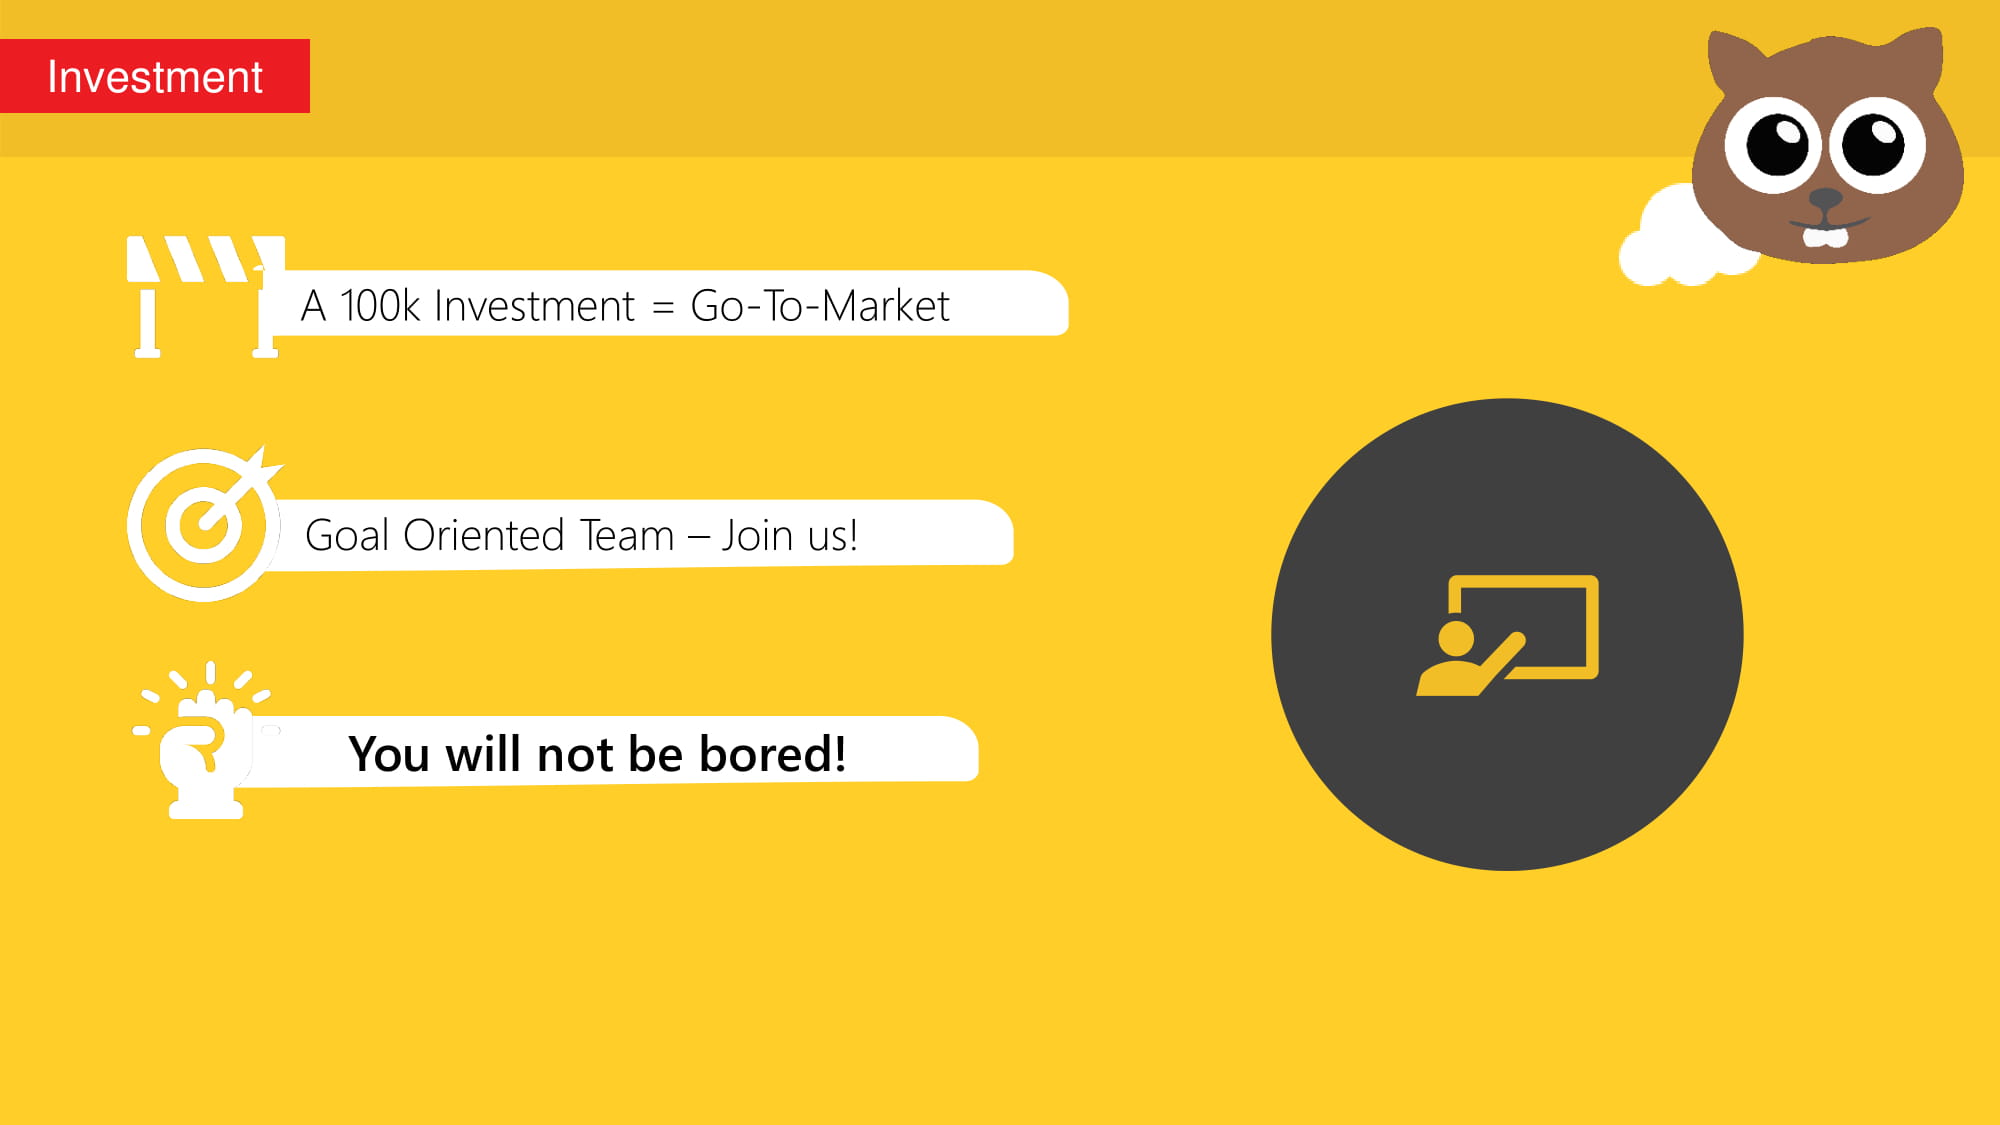 Investment
A 100k Investment = Go-To-Market
Goal Oriented Team – Join us!
You will not be bored!